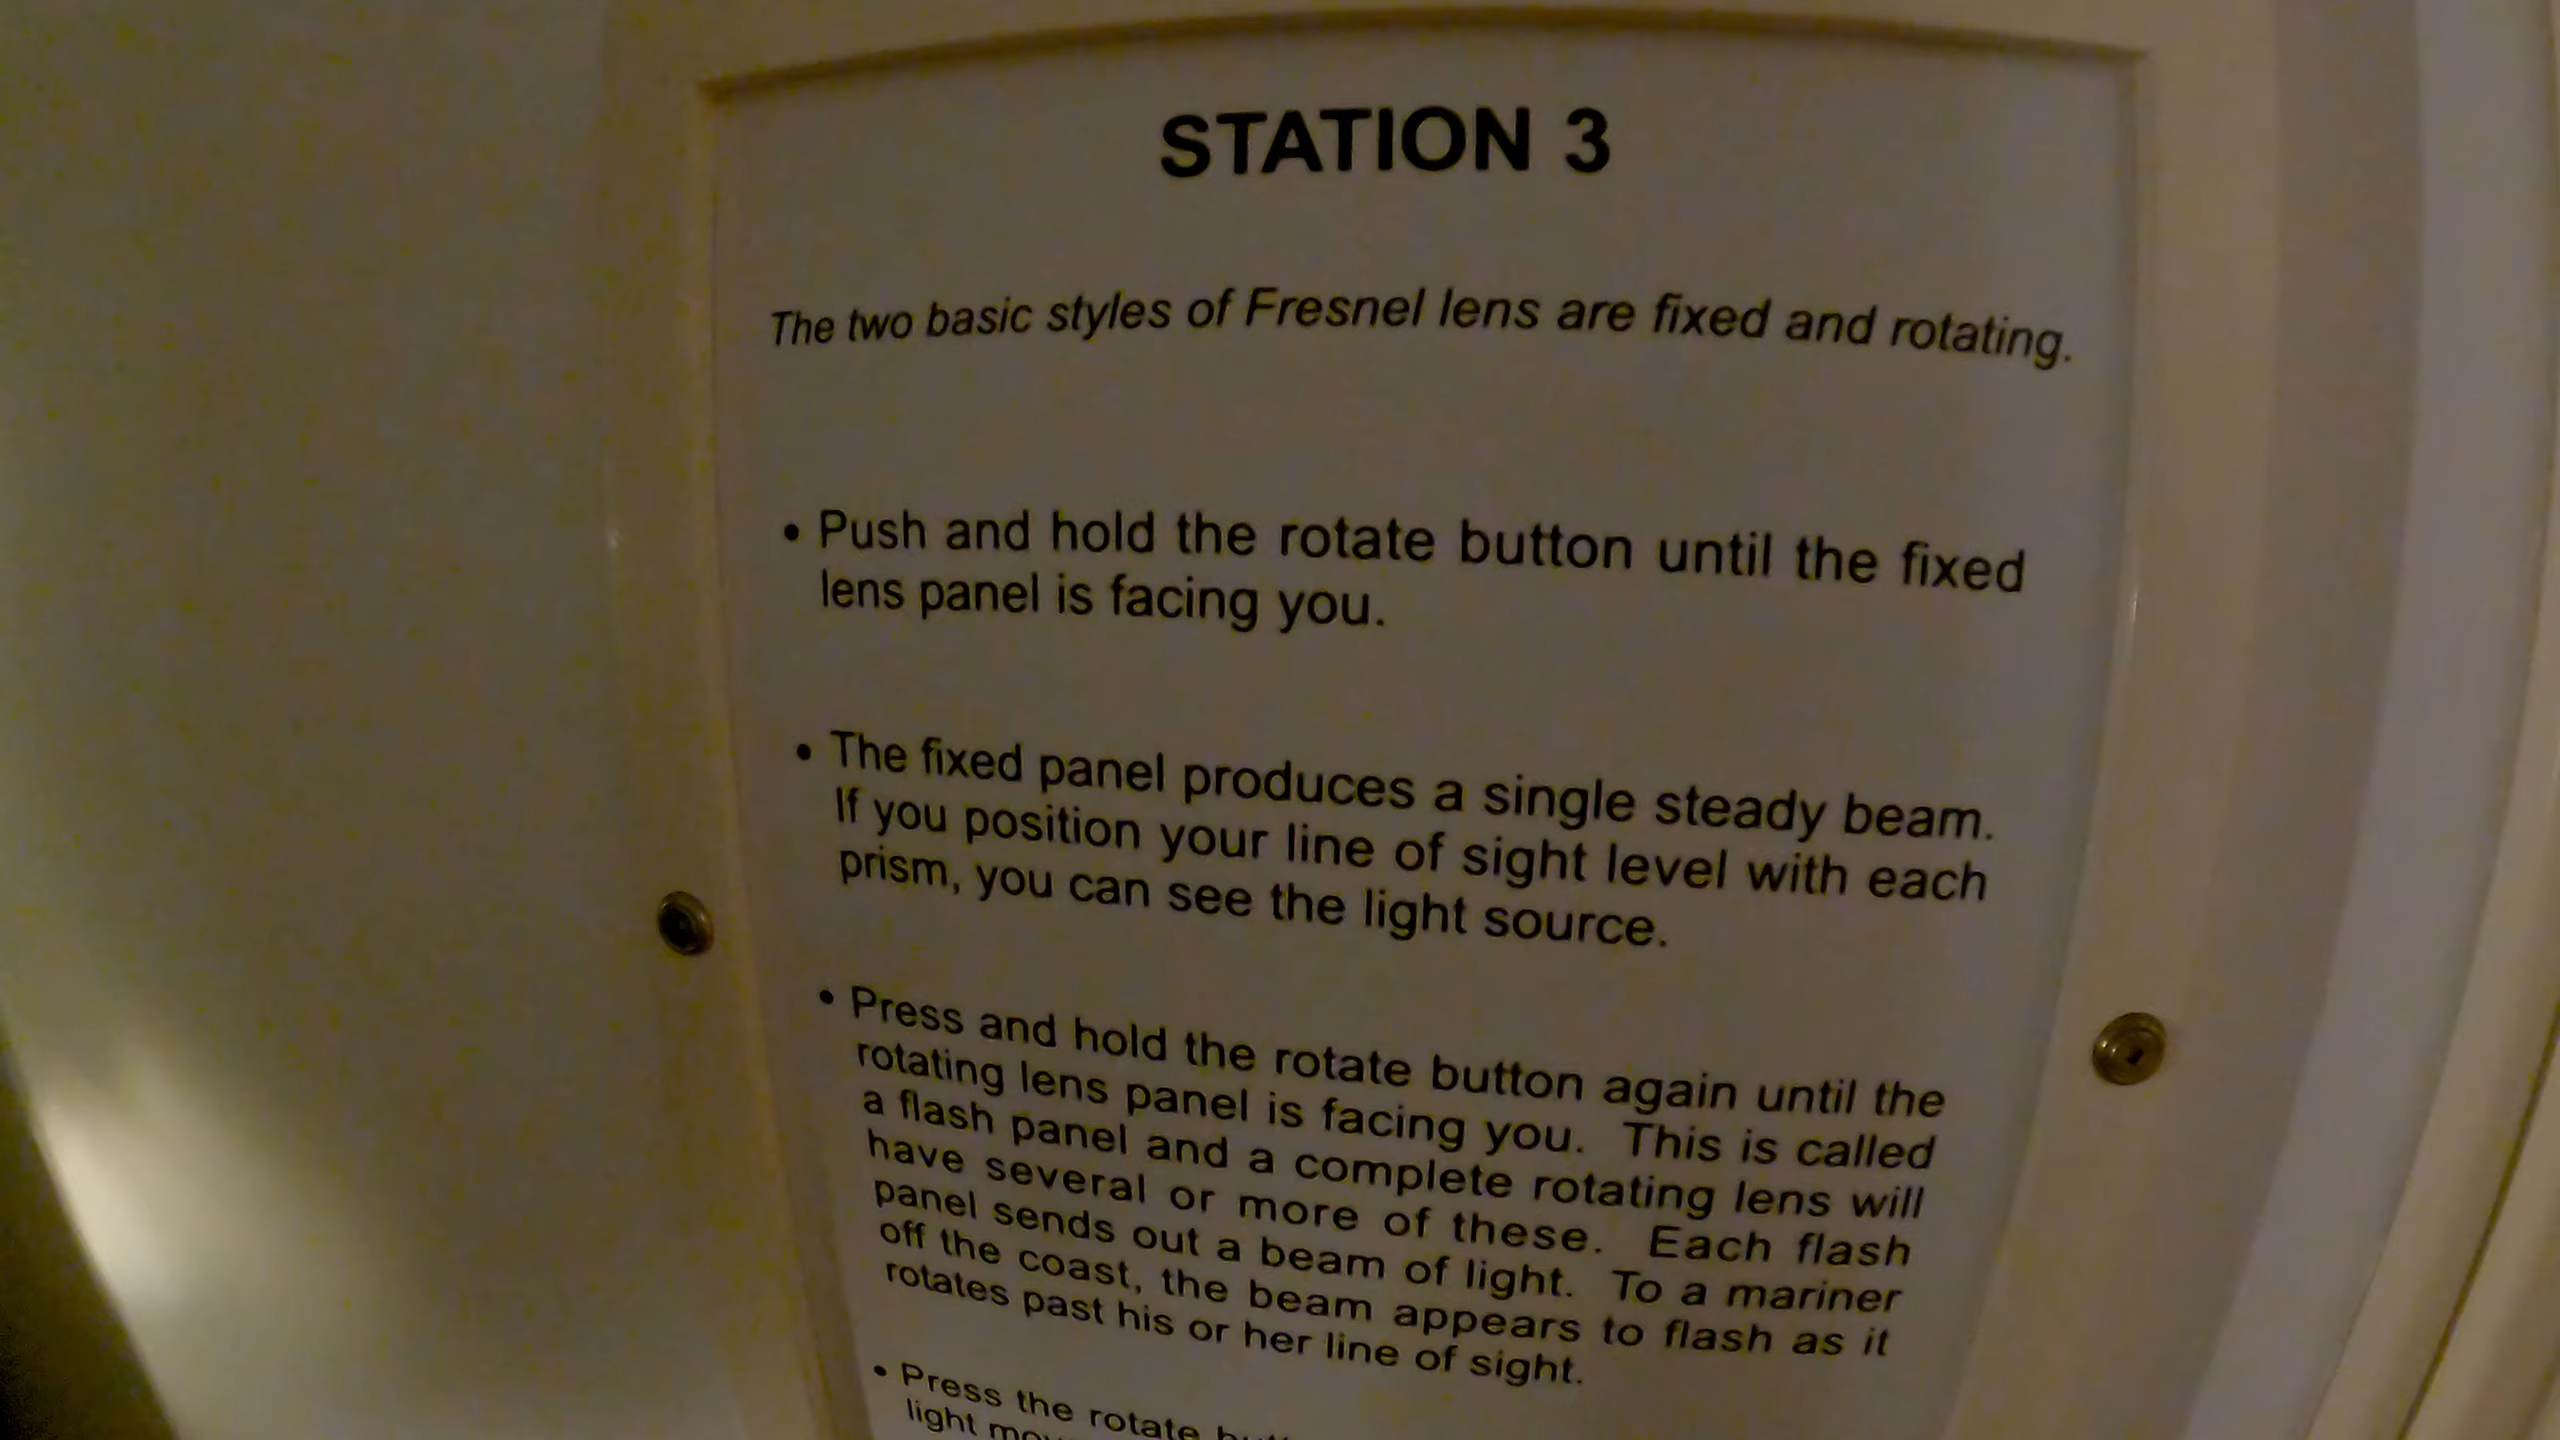 STATION 3
The two basic styles of Fresnel lens are fixed and rotating.
• Push and hold the rotate button until the fixed
lens panel is facing you.
• The fixed panel produces a single steady beam.
If you position your line of sight level with each
prism, you can see the light source.
• Press and hold the rotate button again until the
rotating lens panel is facing you. This is called
a flash panel and a complete rotating lens will
have several or more of these. Each flash
panel sends out a beam of light. To a mariner
off the coast, the beam appears to flash as it
rotates past his or her line of sight.
• Press the rotate
light